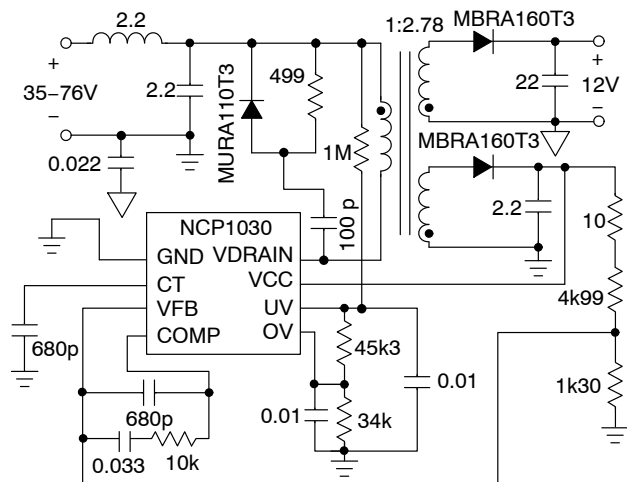 2.2
1:2.78
MBRA160T3
+
35–76V
–
2.2
MURA110T3
499
22
+
12V
–
0.022
1M
MBRA160T3
100 p
2.2
10
NCP1030
GND
VDRAIN
CT
VCC
VFB
UV
COMP
OV
4k99
680p
45k3
0.01
1k30
680p
0.01
34k
0.033
10k